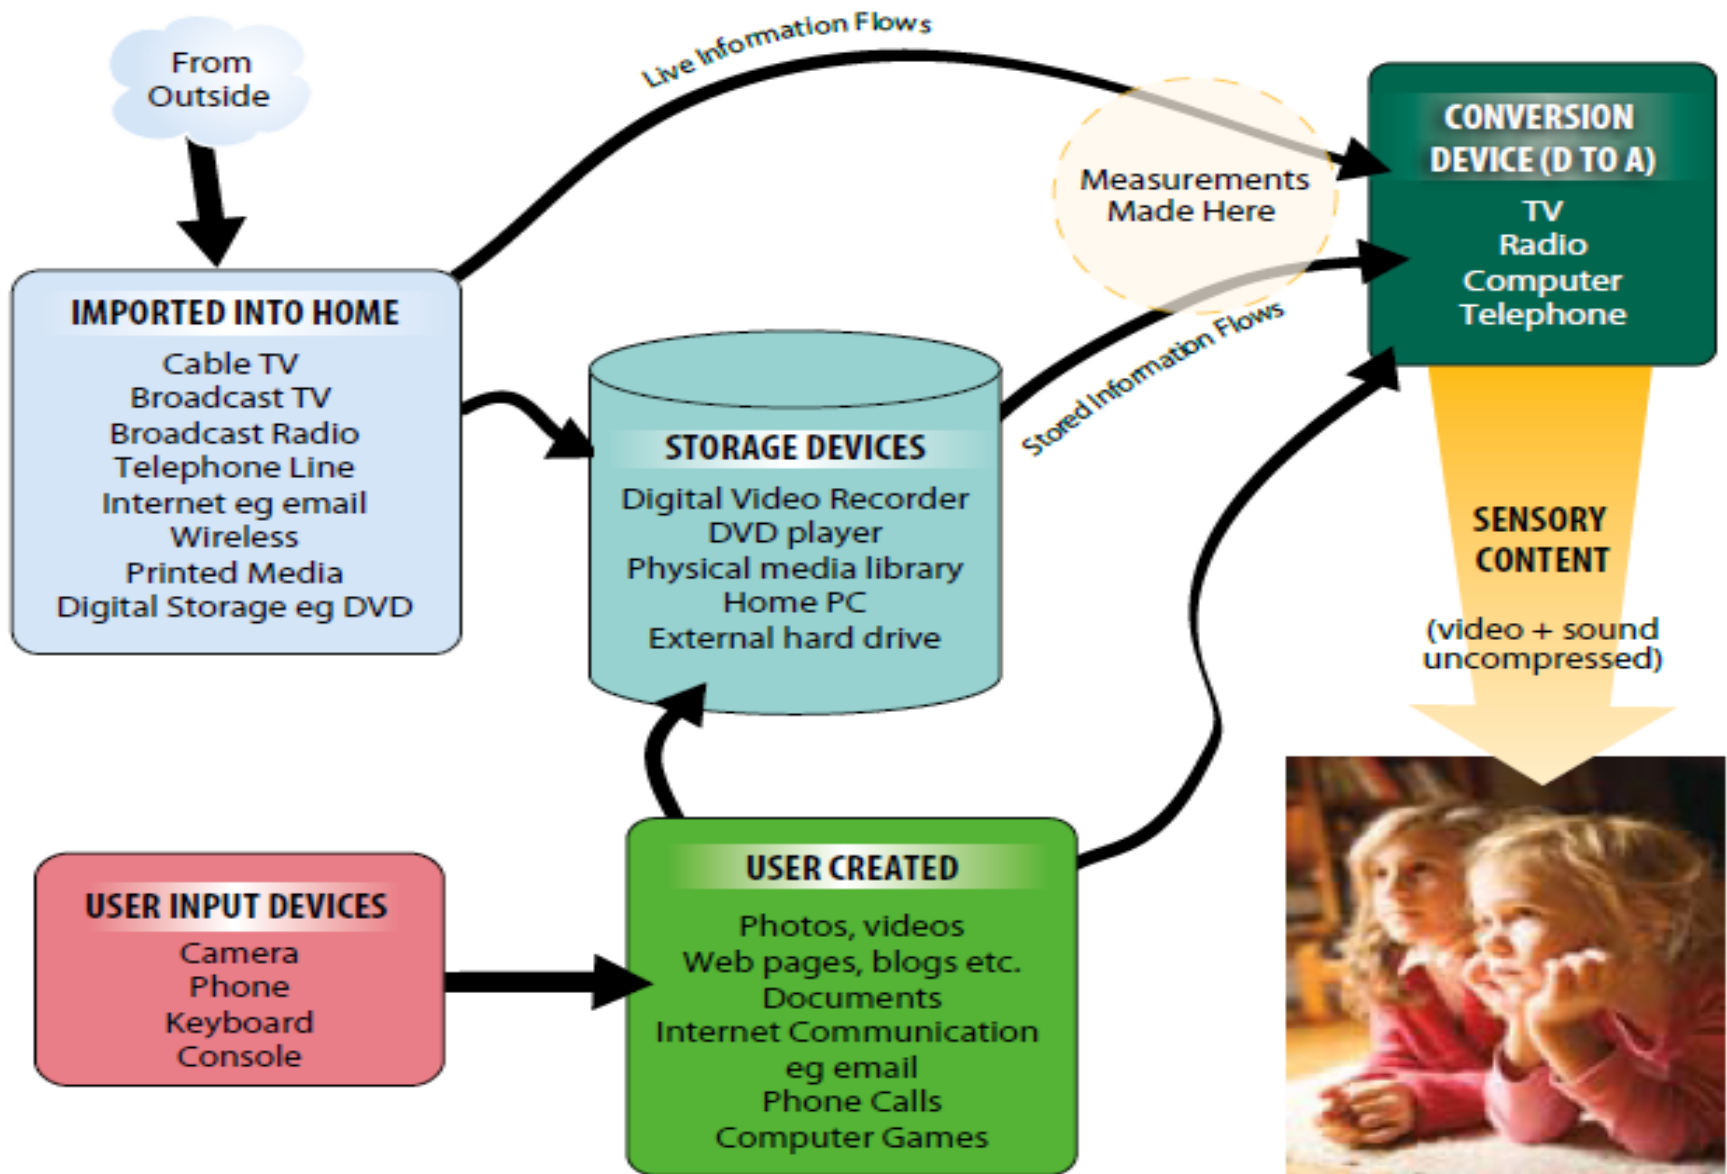 From
Outside
Live Information Flows
Measurements
Made Here
CONVERSION
DEVICE (D TO A)
TV
Radio
Computer
Telephone
IMPORTED INTO HOME
Cable TV
Broadcast TV
Broadcast Radio
Telephone Line
Internet eg email
Wireless
Printed Media
Digital Storage eg DVD
STORAGE DEVICES
Digital Video Recorder
DVD player
Physical media library
Home PC
External hard drive
Stored Information Flows
SENSORY
CONTENT
(video + sound
uncompressed)
USER INPUT DEVICES
Camera
Phone
Keyboard
Console
USER CREATED
Photos, videos
Web pages, blogs etc.
Documents
Internet Communication
eg email
Phone Calls
Computer Games